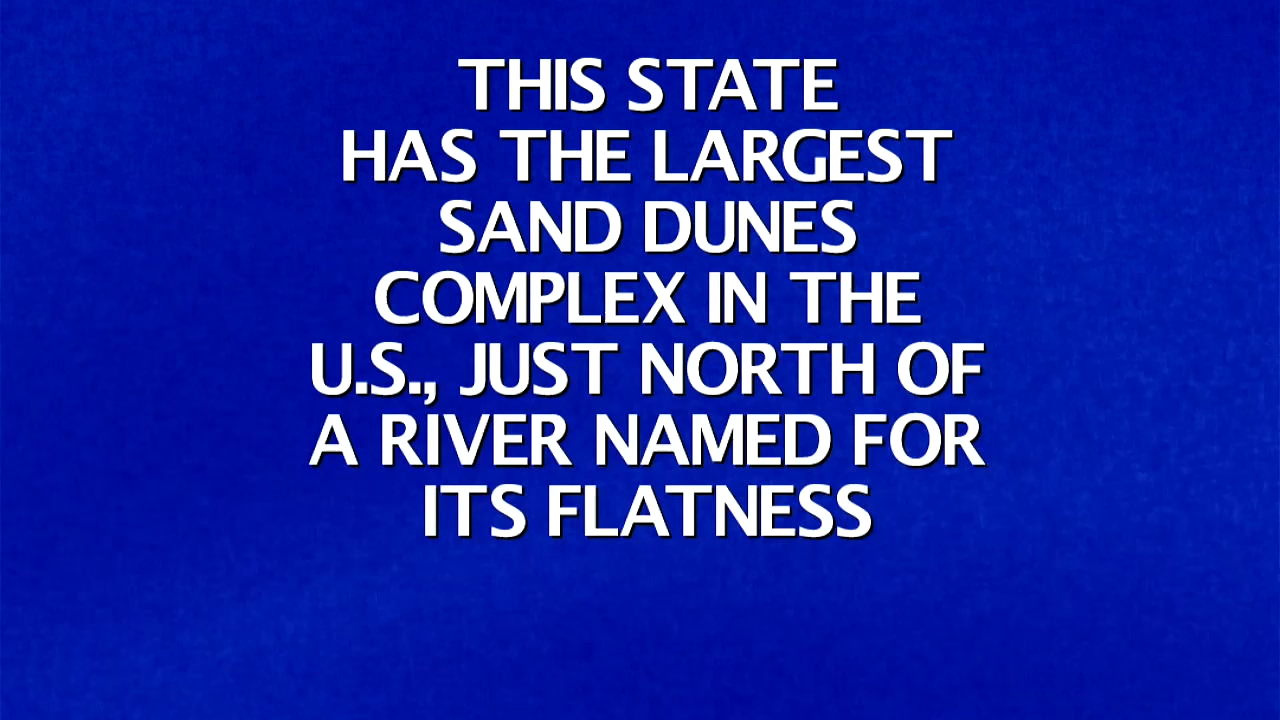 THIS STATE
HAS THE LARGEST
SAND DUNES
COMPLEX IN THE
U.S., JUST NORTH OF
A RIVER NAMED FOR
ITS FLATNESS